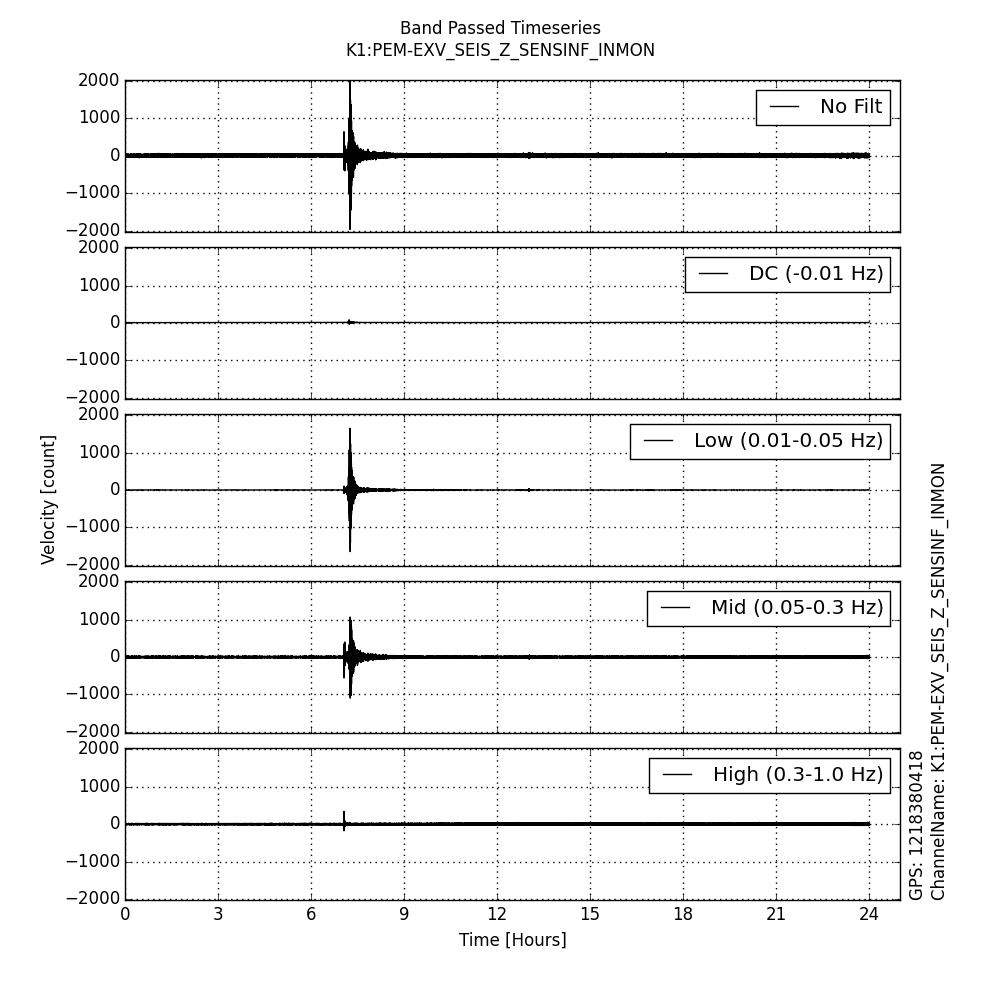 Band Passed Timeseries
K1:PEM-EXV_SEIS_Z_SENSINF_INMON
2000
1000
0
−1000
−2000
No Filt
2000
1000
0
−1000
−2000
DC (-0.01 Hz)
2000
1000
0
−1000
−2000
Low (0.01-0.05 Hz)
Velocity [count]
2000
1000
0
−1000
−2000
Mid (0.05-0.3 Hz)
2000
1000
0
−1000
−2000
High (0.3-1.0 Hz)
0 3 6 9 12 15 18 21 24
Time [Hours]
GPS: 1218380418
ChannelName: K1:PEM-EXV_SEIS_Z_SENSINF_INMON